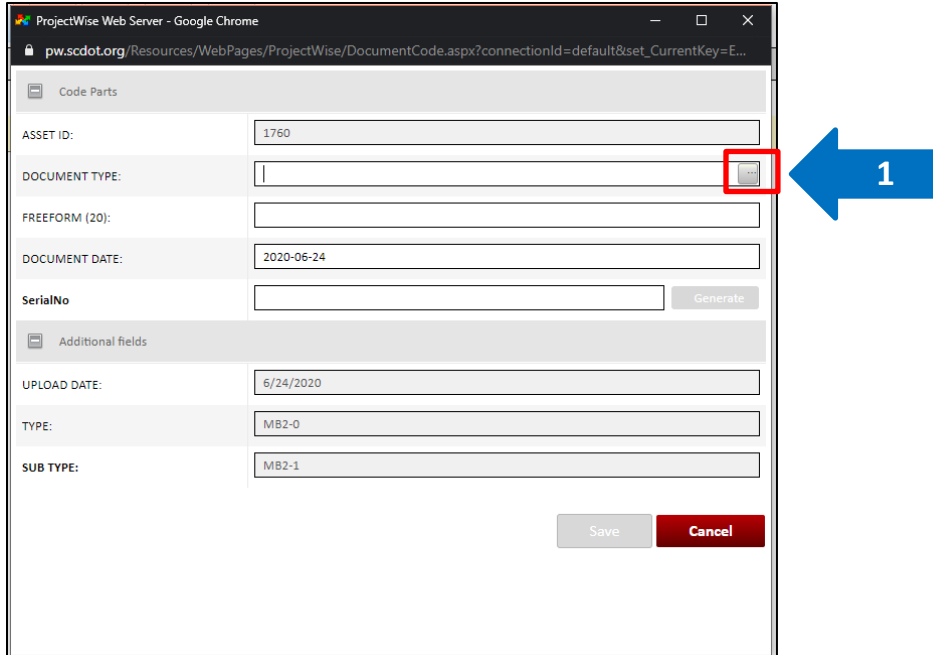 ProjectWise Web Server - Google Chrome
pw.scdot.org/Resources/WebPages/ProjectWise/DocumentCode.aspx?connectionId=default&set_CurrentKey=E...
Code Parts
ASSET ID: 1760
DOCUMENT TYPE: ...
1
FREEFORM (20):
DOCUMENT DATE: 2020-06-24
SerialNo Generate
Additional fields
UPLOAD DATE: 6/24/2020
TYPE: MB2-0
SUB TYPE: MB2-1
Save Cancel